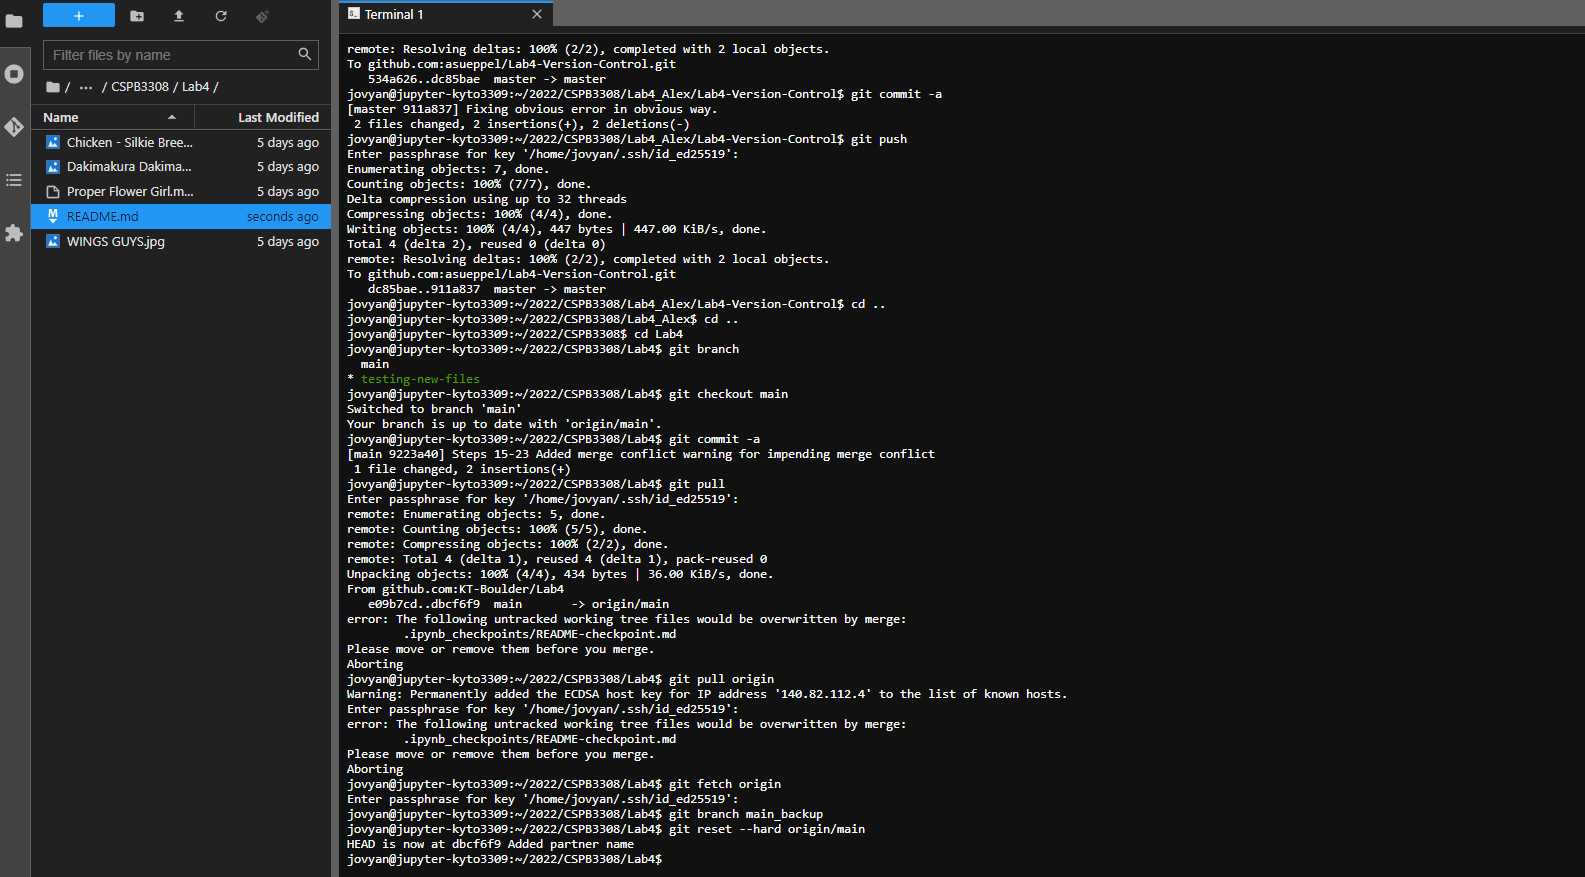 +
Filter files by name
/ ··· / CSPB3308 / Lab4 /
Name Last Modified
Chicken - Silkie Bree... 5 days ago
Dakimakura Dakima... 5 days ago
Proper Flower Girl.m... 5 days ago
README.md seconds ago
WINGS GUYS.jpg 5 days ago
Terminal 1
remote: Resolving deltas: 100% (2/2), completed with 2 local objects.
To github.com:asueppel/Lab4-Version-Control.git
   534a626..dc85bae  master -> master
jovyan@jupyter-kyto3309:~/2022/CSPB3308/Lab4_Alex/Lab4-Version-Control$ git commit -a
[master 911a837] Fixing obvious error in obvious way.
 2 files changed, 2 insertions(+), 2 deletions(-)
jovyan@jupyter-kyto3309:~/2022/CSPB3308/Lab4_Alex/Lab4-Version-Control$ git push
Enter passphrase for key '/home/jovyan/.ssh/id_ed25519':
Enumerating objects: 7, done.
Counting objects: 100% (7/7), done.
Delta compression using up to 32 threads
Compressing objects: 100% (4/4), done.
Writing objects: 100% (4/4), 447 bytes | 447.00 KiB/s, done.
Total 4 (delta 2), reused 0 (delta 0)
remote: Resolving deltas: 100% (2/2), completed with 2 local objects.
To github.com:asueppel/Lab4-Version-Control.git
   dc85bae..911a837  master -> master
jovyan@jupyter-kyto3309:~/2022/CSPB3308/Lab4_Alex/Lab4-Version-Control$ cd ..
jovyan@jupyter-kyto3309:~/2022/CSPB3308/Lab4_Alex$ cd ..
jovyan@jupyter-kyto3309:~/2022/CSPB3308$ cd Lab4
jovyan@jupyter-kyto3309:~/2022/CSPB3308/Lab4$ git branch
  main
* testing-new-files
jovyan@jupyter-kyto3309:~/2022/CSPB3308/Lab4$ git checkout main
Switched to branch 'main'
Your branch is up to date with 'origin/main'.
jovyan@jupyter-kyto3309:~/2022/CSPB3308/Lab4$ git commit -a
[main 9223a40] Steps 15-23 Added merge conflict warning for impending merge conflict
 1 file changed, 2 insertions(+)
jovyan@jupyter-kyto3309:~/2022/CSPB3308/Lab4$ git pull
Enter passphrase for key '/home/jovyan/.ssh/id_ed25519':
remote: Enumerating objects: 5, done.
remote: Counting objects: 100% (5/5), done.
remote: Compressing objects: 100% (2/2), done.
remote: Total 4 (delta 1), reused 4 (delta 1), pack-reused 0
Unpacking objects: 100% (4/4), 434 bytes | 36.00 KiB/s, done.
From github.com:KT-Boulder/Lab4
   e09b7cd..dbcf6f9  main       -> origin/main
error: The following untracked working tree files would be overwritten by merge:
        .ipynb_checkpoints/README-checkpoint.md
Please move or remove them before you merge.
Aborting
jovyan@jupyter-kyto3309:~/2022/CSPB3308/Lab4$ git pull origin
Warning: Permanently added the ECDSA host key for IP address '140.82.112.4' to the list of known hosts.
Enter passphrase for key '/home/jovyan/.ssh/id_ed25519':
error: The following untracked working tree files would be overwritten by merge:
        .ipynb_checkpoints/README-checkpoint.md
Please move or remove them before you merge.
Aborting
jovyan@jupyter-kyto3309:~/2022/CSPB3308/Lab4$ git fetch origin
Enter passphrase for key '/home/jovyan/.ssh/id_ed25519':
jovyan@jupyter-kyto3309:~/2022/CSPB3308/Lab4$ git branch main_backup
jovyan@jupyter-kyto3309:~/2022/CSPB3308/Lab4$ git reset --hard origin/main
HEAD is now at dbcf6f9 Added partner name
jovyan@jupyter-kyto3309:~/2022/CSPB3308/Lab4$